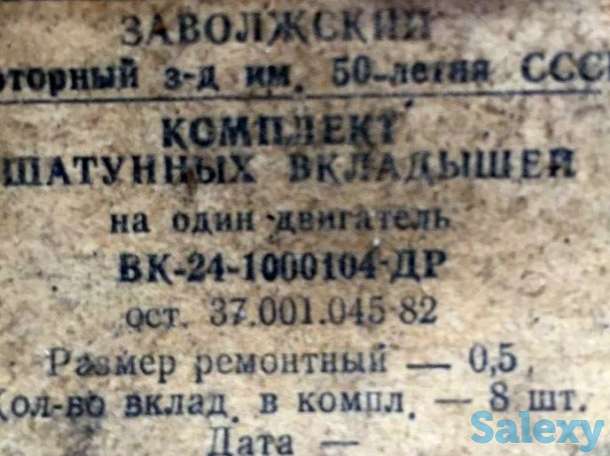 ЗАВОЛЖСКИЙ
оторный з-д им. 50-летия СССР
КОМПЛЕКТ
ШАТУННЫХ ВКЛАДЫШЕЙ
на один двигатель
ВК-24-1000104-ДР
ост. 37.001.045-82
Размер ремонтный — 0,5
Кол-во вклад. в компл. — 8 шт.
Дата —
Salexy